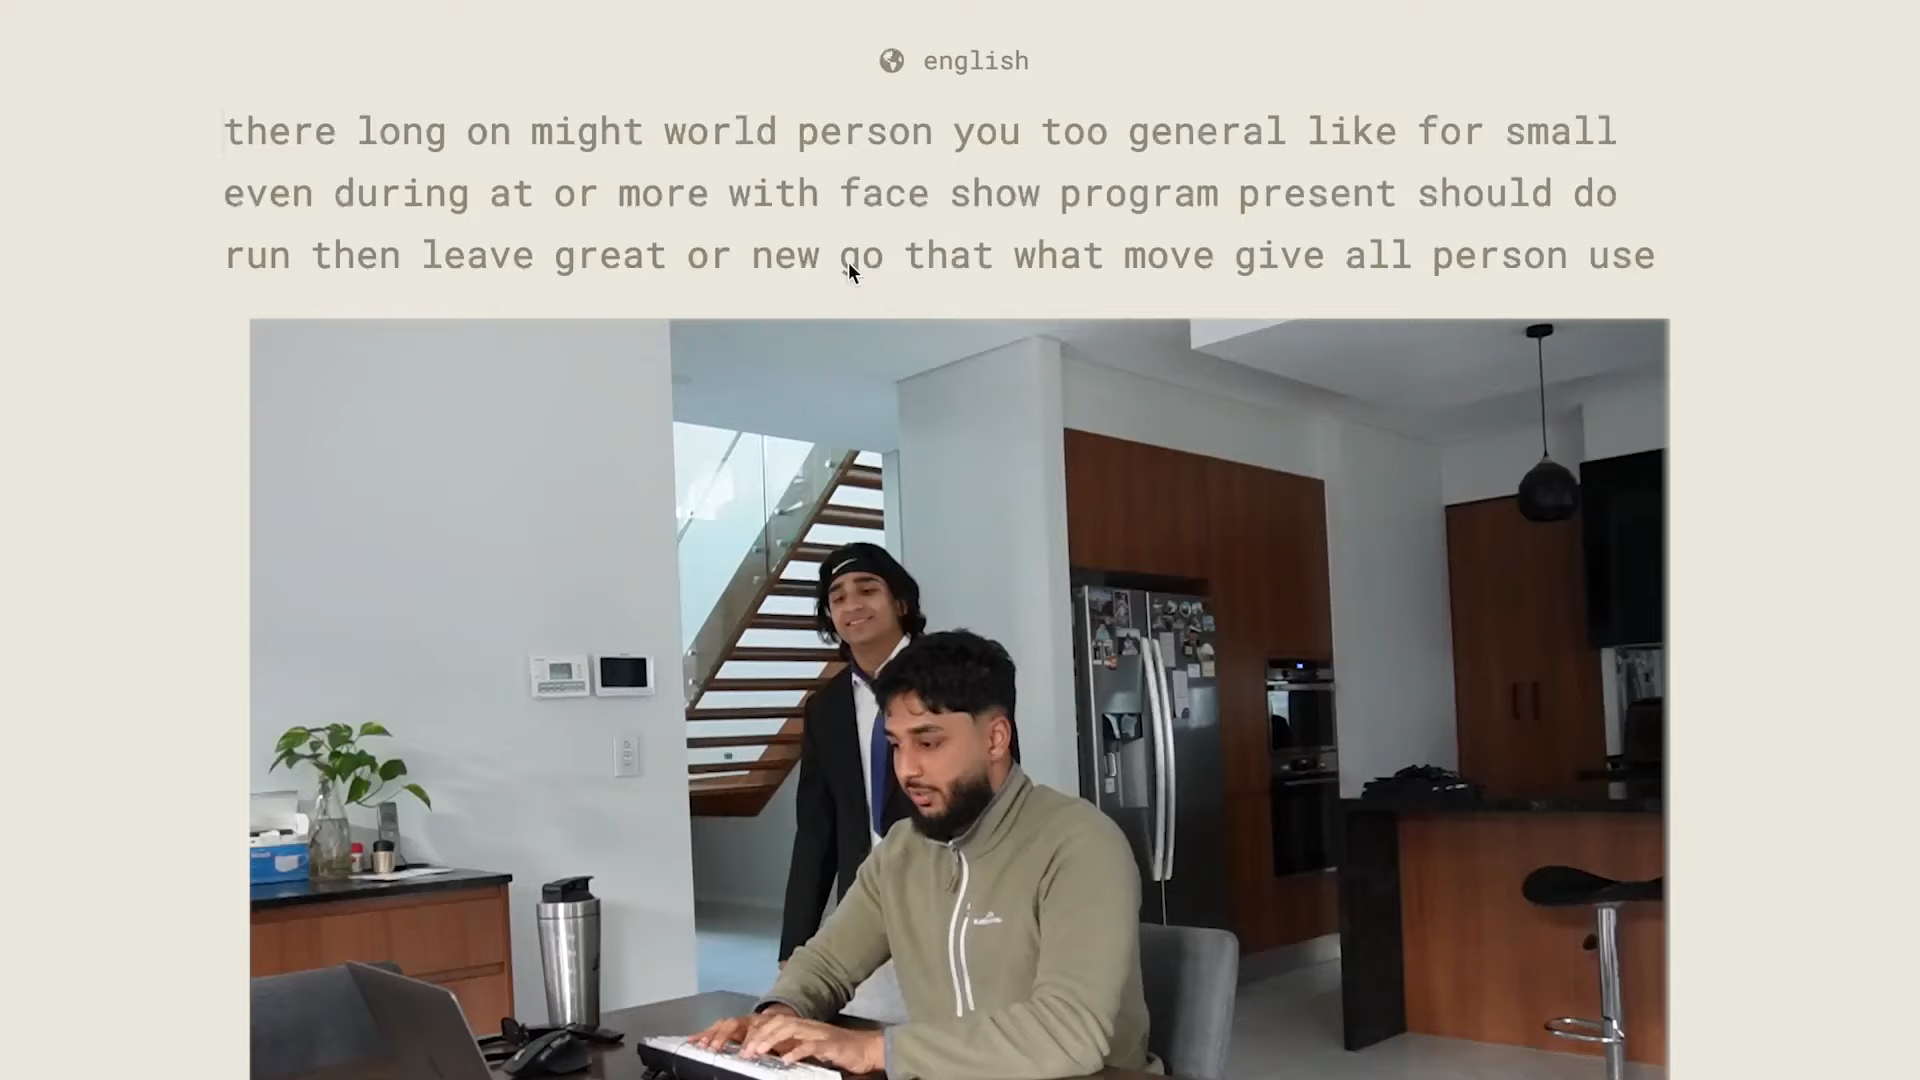 english
there long on might world person you too general like for small
even during at or more with face show program present should do
run then leave great or new go that what move give all person use